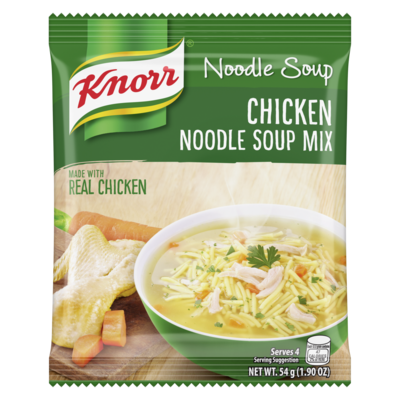 Knorr
Noodle Soup
CHICKEN
NOODLE SOUP MIX
MADE WITH
REAL CHICKEN
Serves 4
Serving Suggestion
NET WT. 54 g (1.90 OZ)